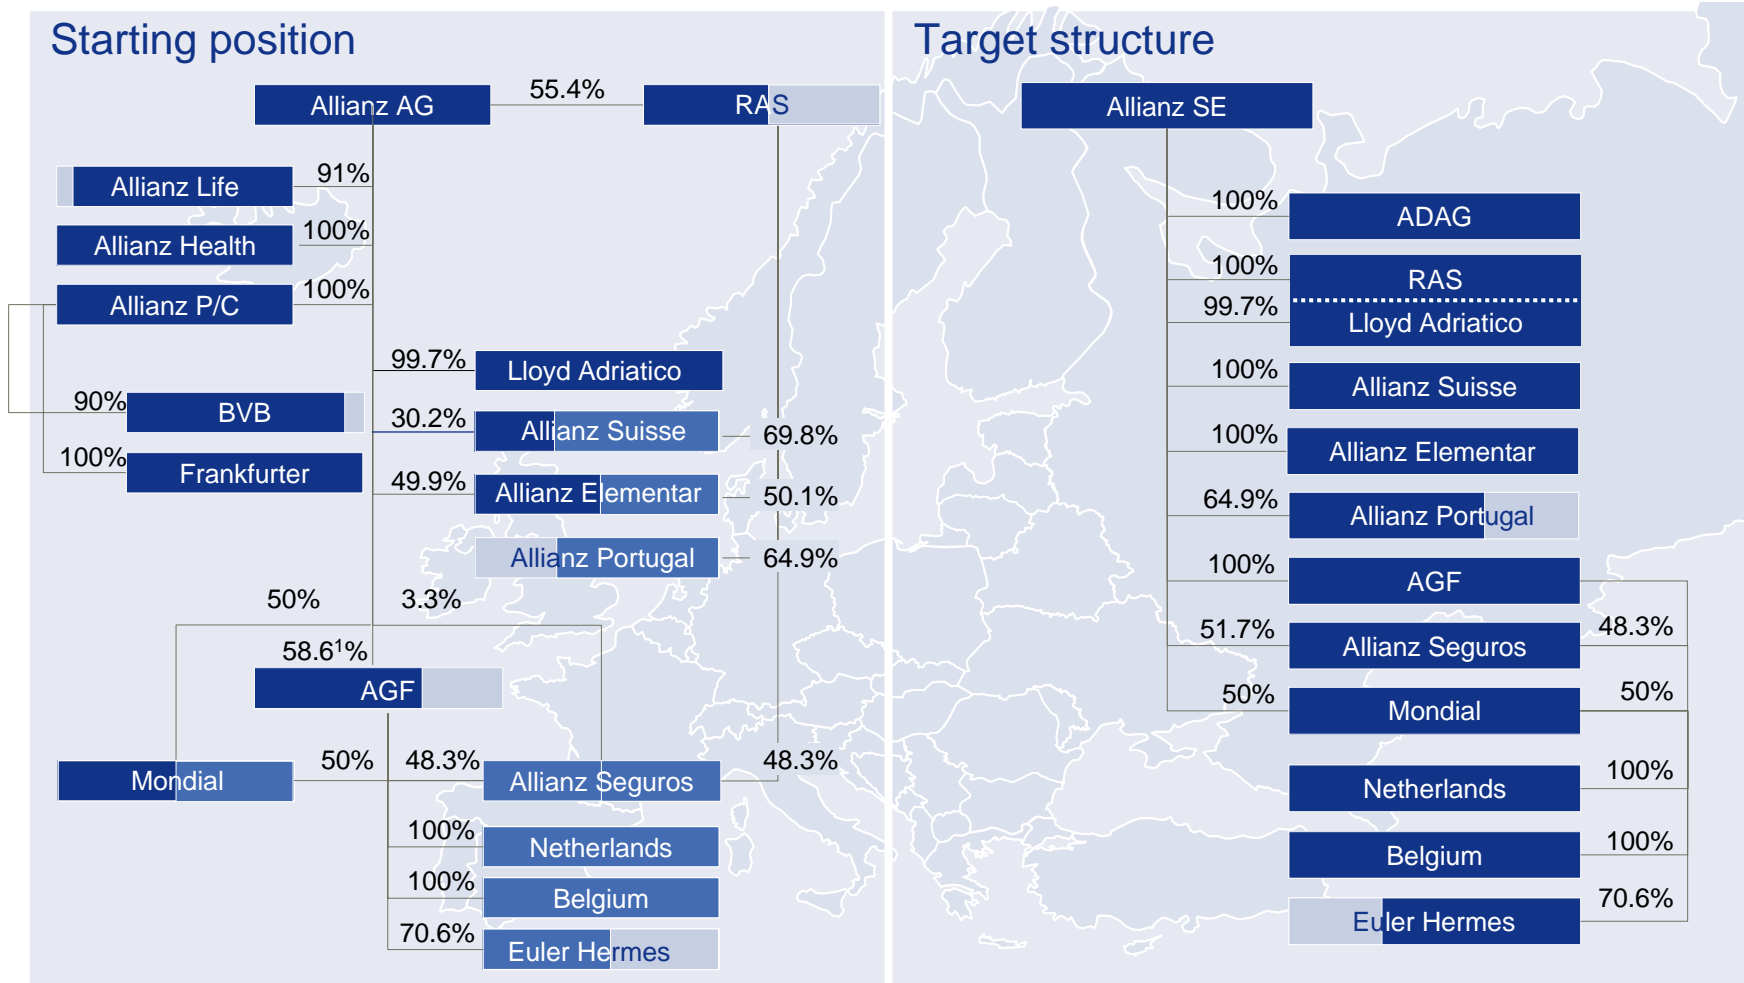 Starting position
Allianz AG
55.4%
RAS
Allianz Life
91%
Allianz Health
100%
Allianz P/C
100%
99.7%
Lloyd Adriatico
90%
BVB
30.2%
Allianz Suisse
69.8%
100%
Frankfurter
49.9%
Allianz Elementar
50.1%
Allianz Portugal
64.9%
50%
3.3%
58.6¹%
AGF
Mondial
50%
48.3%
Allianz Seguros
48.3%
100%
Netherlands
100%
Belgium
70.6%
Euler Hermes
Target structure
Allianz SE
100%
ADAG
100%
RAS
99.7%
Lloyd Adriatico
100%
Allianz Suisse
100%
Allianz Elementar
64.9%
Allianz Portugal
100%
AGF
51.7%
Allianz Seguros
48.3%
50%
Mondial
50%
Netherlands
100%
Belgium
100%
Euler Hermes
70.6%